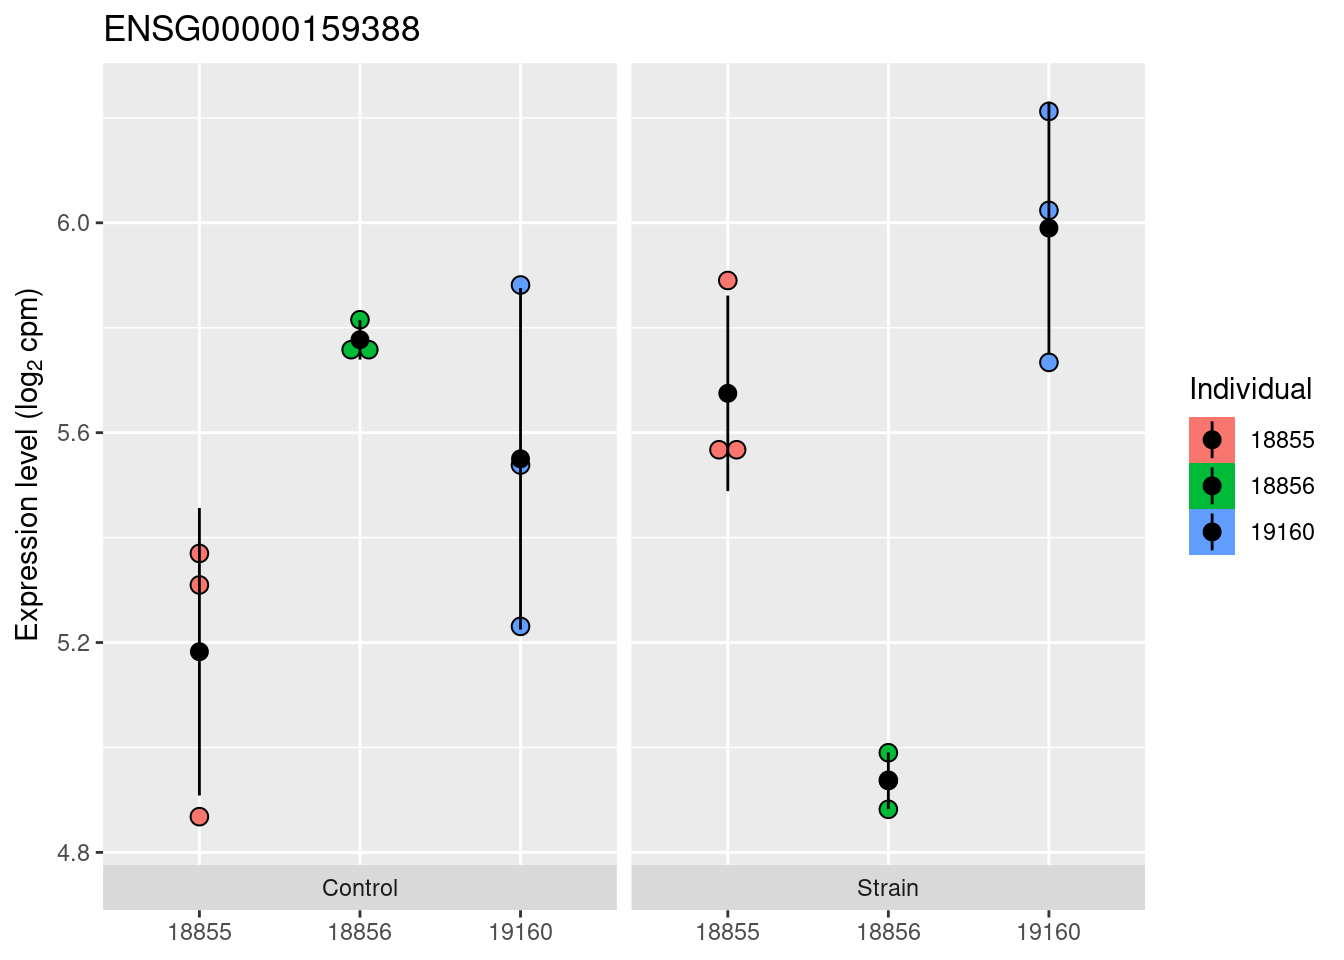 ENSG00000159388
Expression level (log₂ cpm)
6.0
5.6
5.2
4.8
Control
Strain
18855 18856 19160
18855 18856 19160
Individual
18855
18856
19160